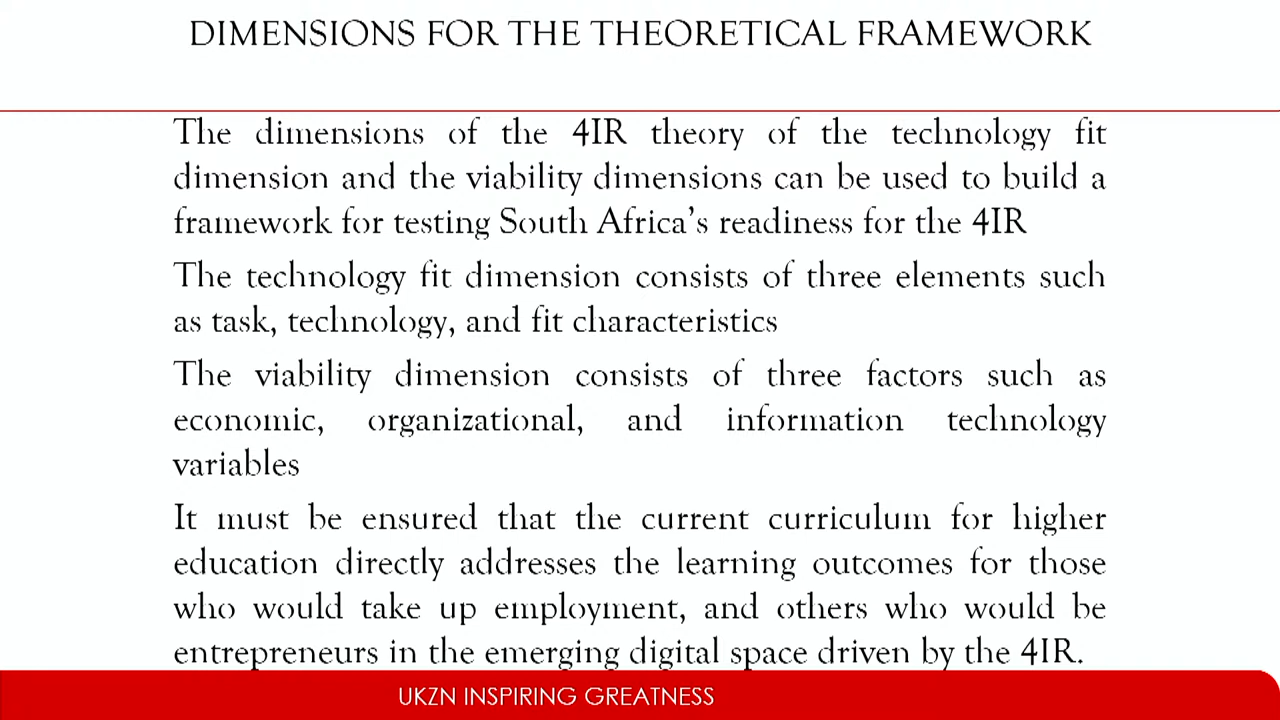 DIMENSIONS FOR THE THEORETICAL FRAMEWORK
The dimensions of the 4IR theory of the technology fit
dimension and the viability dimensions can be used to build a
framework for testing South Africa's readiness for the 4IR
The technology fit dimension consists of three elements such
as task, technology, and fit characteristics
The viability dimension consists of three factors such as
economic, organizational, and information technology
variables
It must be ensured that the current curriculum for higher
education directly addresses the learning outcomes for those
who would take up employment, and others who would be
entrepreneurs in the emerging digital space driven by the 4IR.
UKZN INSPIRING GREATNESS